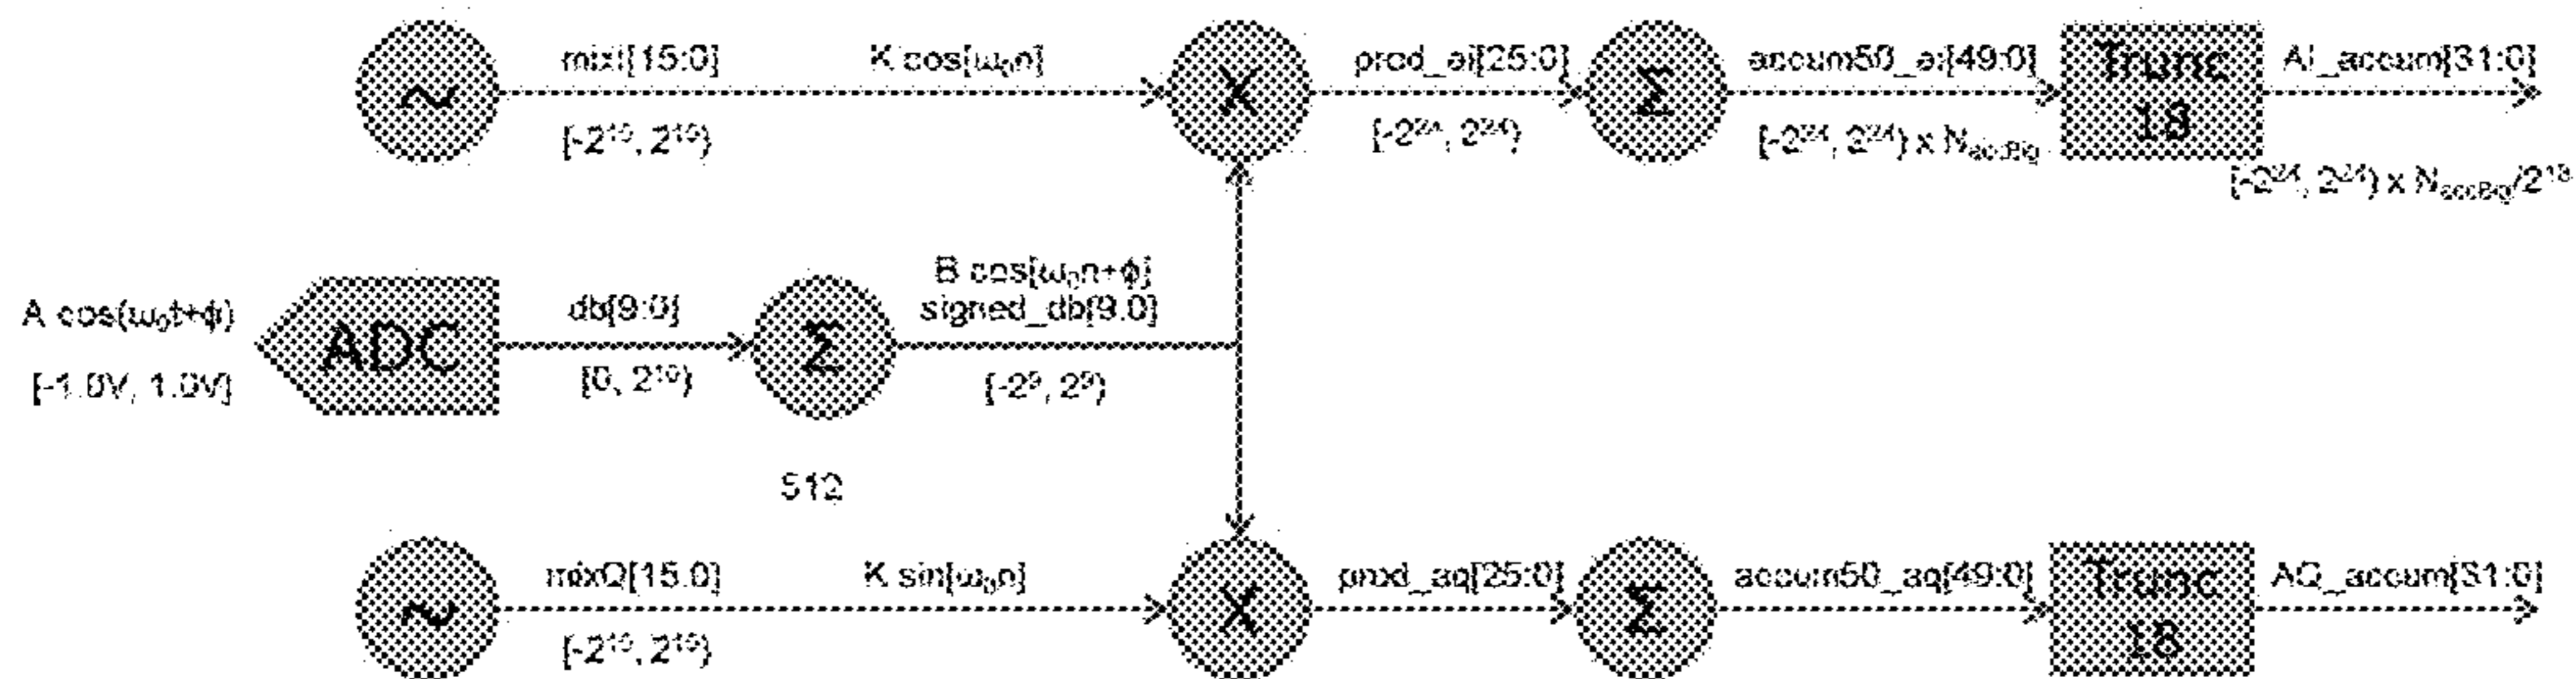 mixI[15:0] K cos[ω₀n] prod_ai[25:0] accum50_ai[49:0] Trunc AI_accum[31:0]
~ X Σ 18
[-2¹⁵, 2¹⁵) [-2²⁴, 2²⁴) [-2²⁴, 2²⁴) x N
[-2²⁴, 2²⁴) x N /2¹⁸
B cos[ω₀n+ϕ]
A cos(ω₀t+ϕ) db[9:0] signed_db[9:0]
ADC Σ
[-1.0V, 1.0V] [0, 2¹⁰) [-2⁹, 2⁹)
512
mixQ[15:0] K sin[ω₀n] prod_aq[25:0] accum50_aq[49:0] Trunc AQ_accum[31:0]
~ X Σ 18
[-2¹⁵, 2¹⁵)